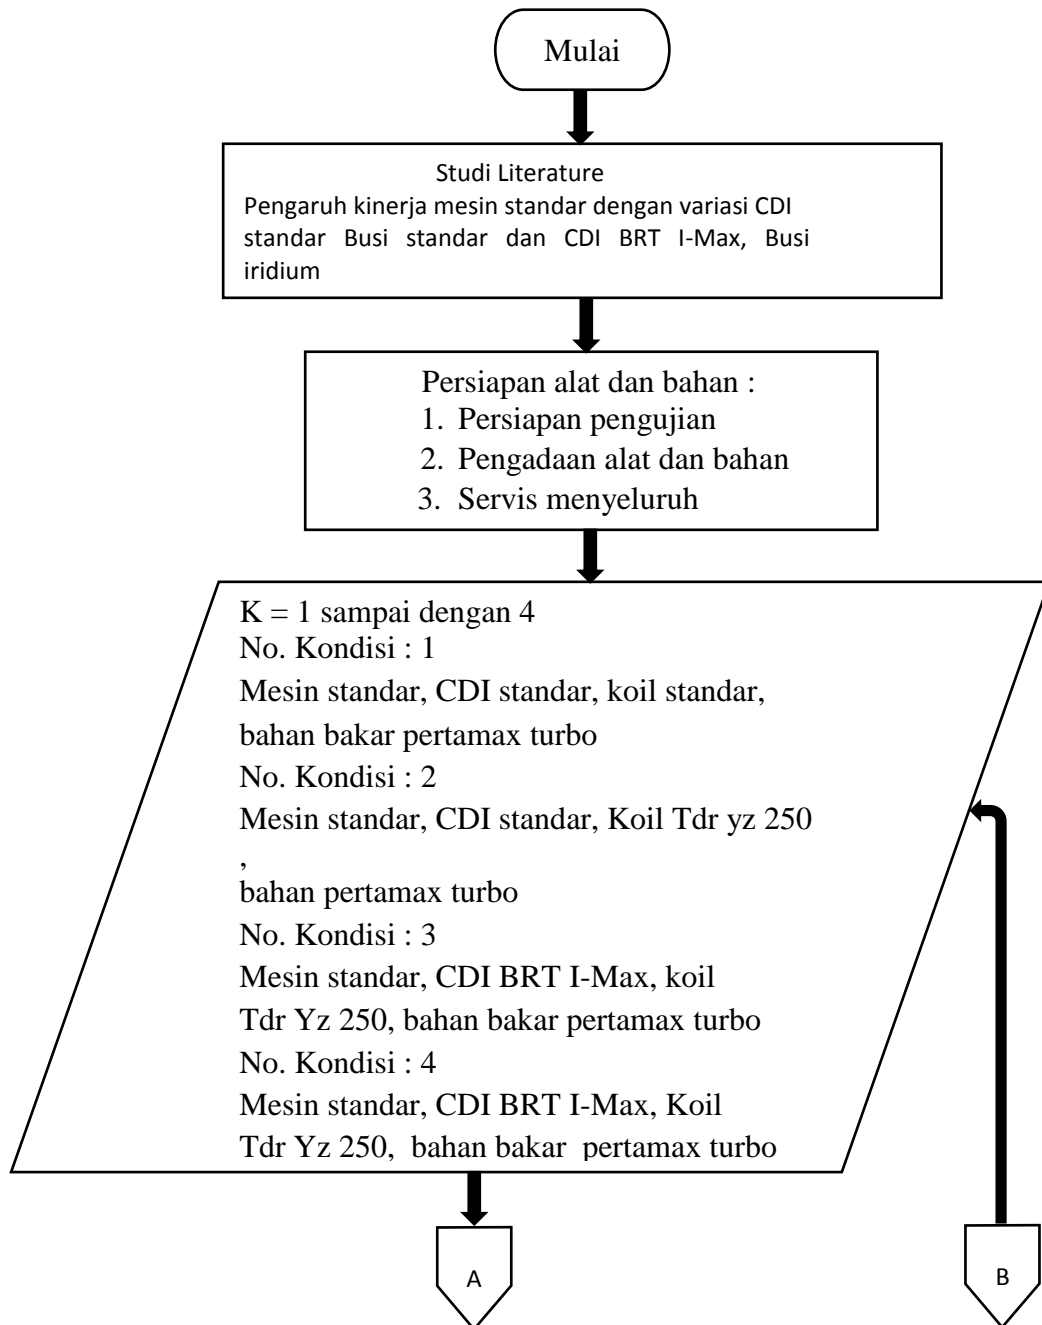 Mulai
Studi Literature
Pengaruh kinerja mesin standar dengan variasi CDI
standar Busi standar dan CDI BRT I-Max, Busi
iridium
Persiapan alat dan bahan :
1. Persiapan pengujian
2. Pengadaan alat dan bahan
3. Servis menyeluruh
K = 1 sampai dengan 4
No. Kondisi : 1
Mesin standar, CDI standar, koil standar,
bahan bakar pertamax turbo
No. Kondisi : 2
Mesin standar, CDI standar, Koil Tdr yz 250
,
bahan pertamax turbo
No. Kondisi : 3
Mesin standar, CDI BRT I-Max, koil
Tdr Yz 250, bahan bakar pertamax turbo
No. Kondisi : 4
Mesin standar, CDI BRT I-Max, Koil
Tdr Yz 250, bahan bakar pertamax turbo
A
B